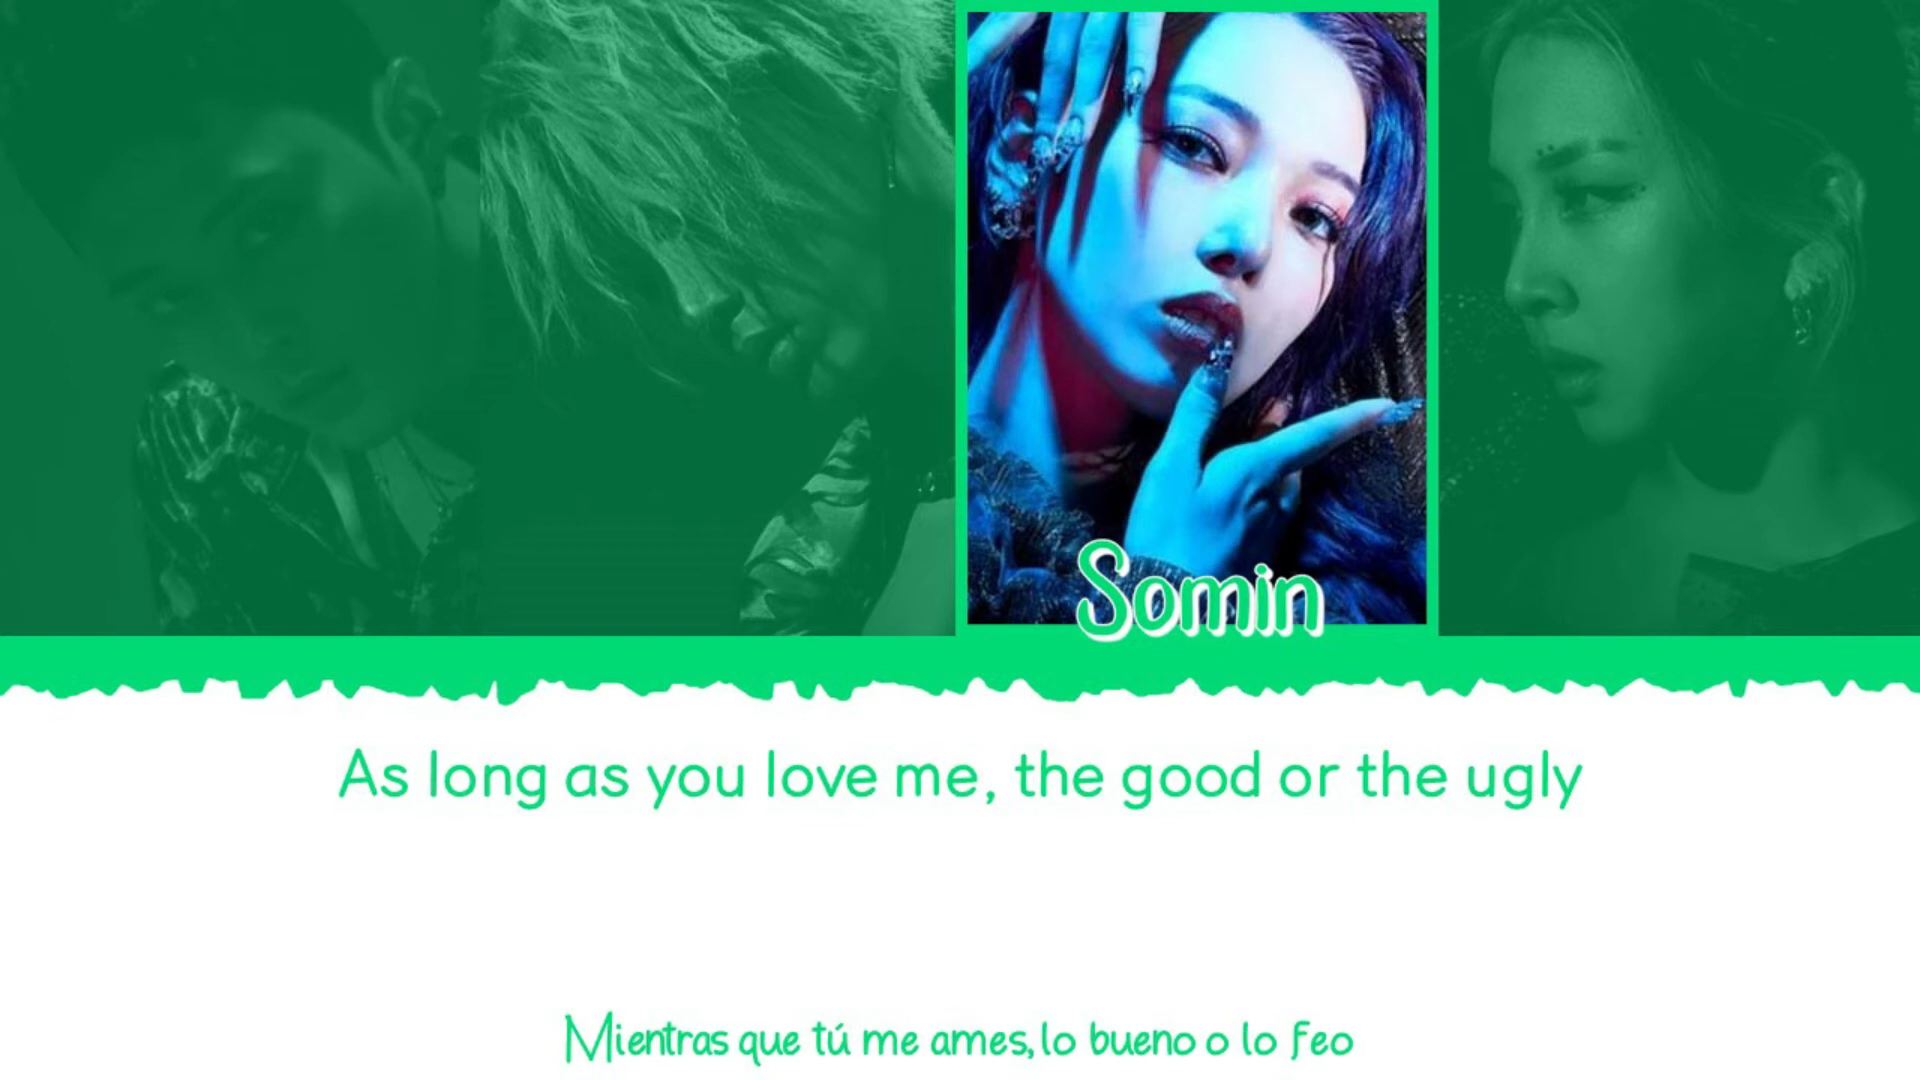 Somin
As long as you love me, the good or the ugly
Mientras que tú me ames, lo bueno o lo feo